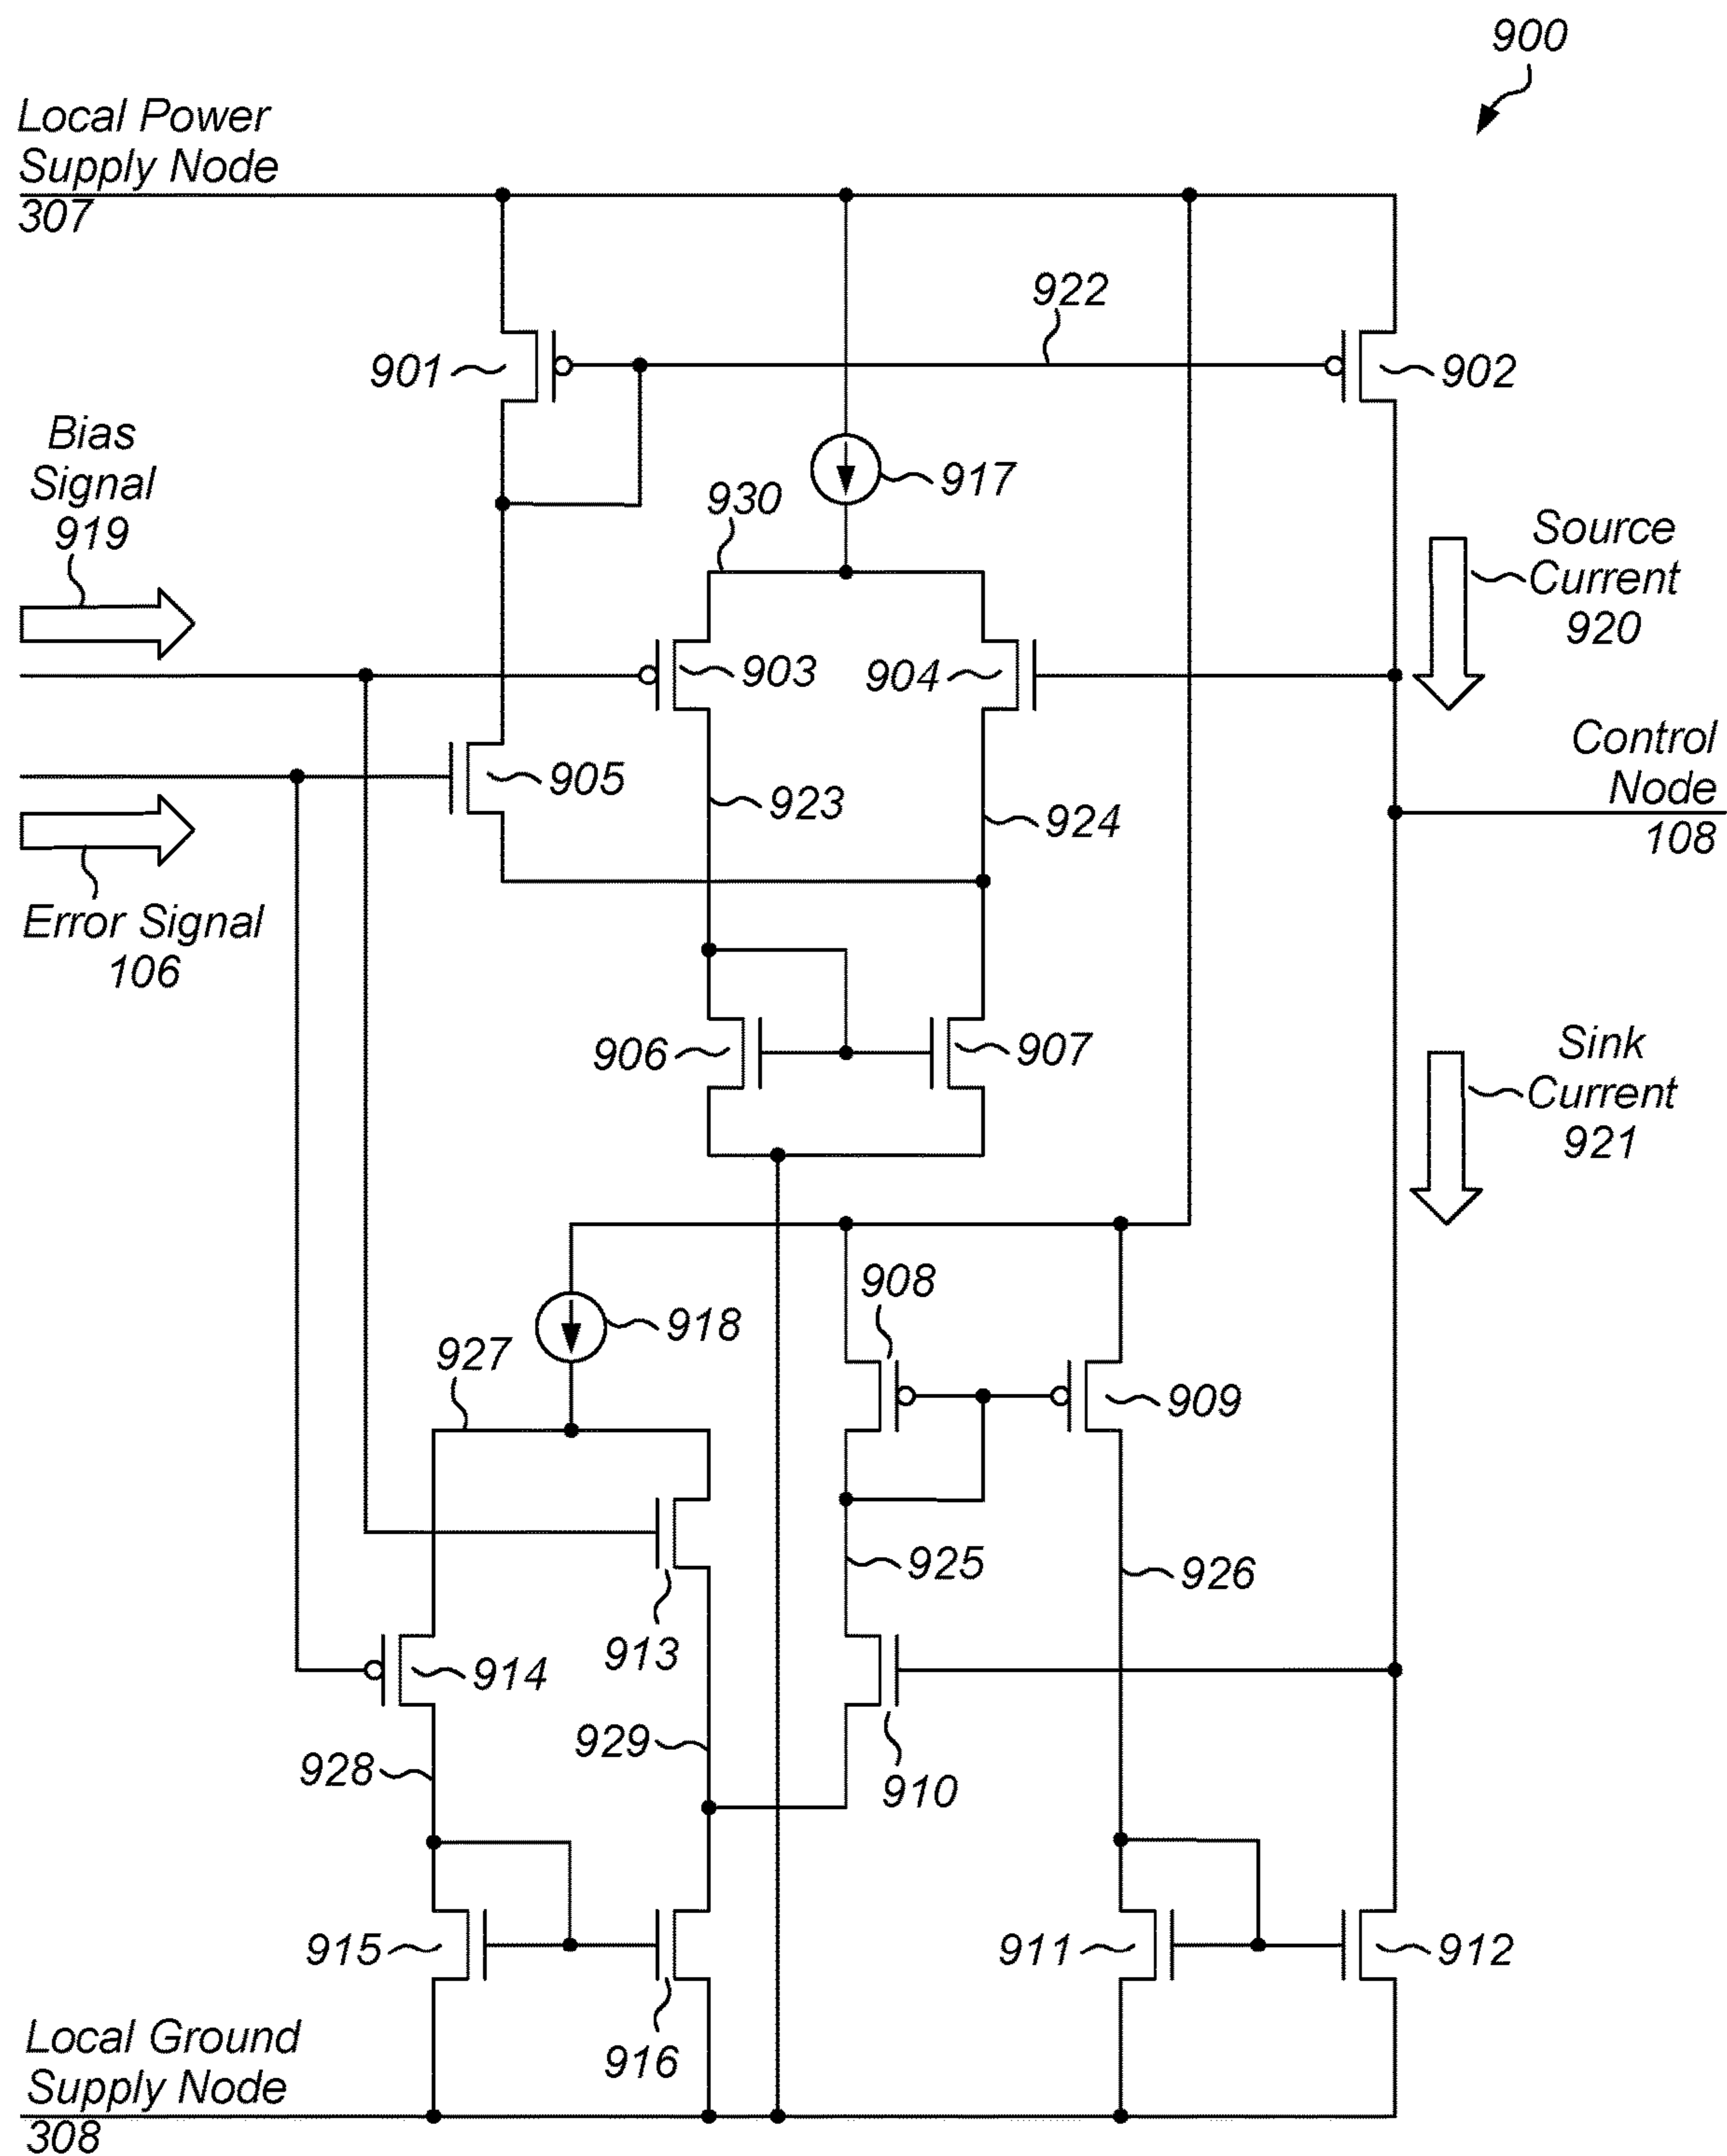 900
Local Power
Supply Node
307
922
901
902
Bias
Signal
919
917
930
Source
Current
920
903
904
Control
Node
108
905
923
924
Error Signal
106
906
907
Sink
Current
921
908
918
927
909
925
926
913
914
929
928
910
915
911
912
916
Local Ground
Supply Node
308